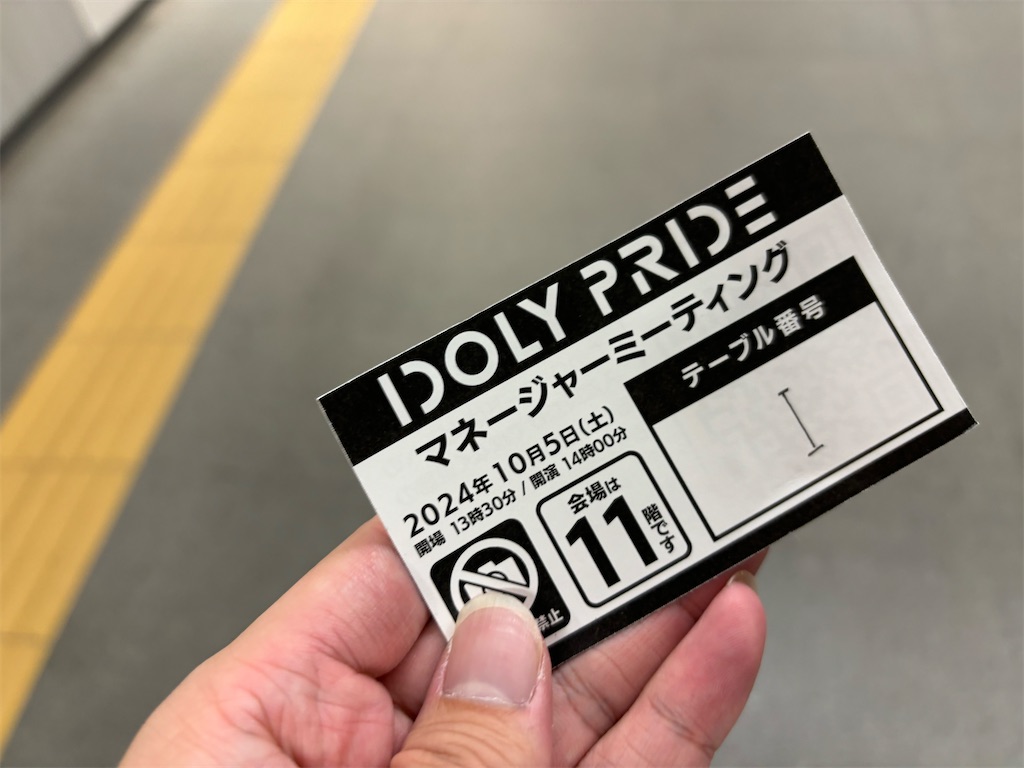 IDOLY PRIDE
マネージャーミーティング
2024年10月5日(土)
開場 13時30分 / 開演 14時00分
禁止
会場は
11
階です
テーブル番号
I